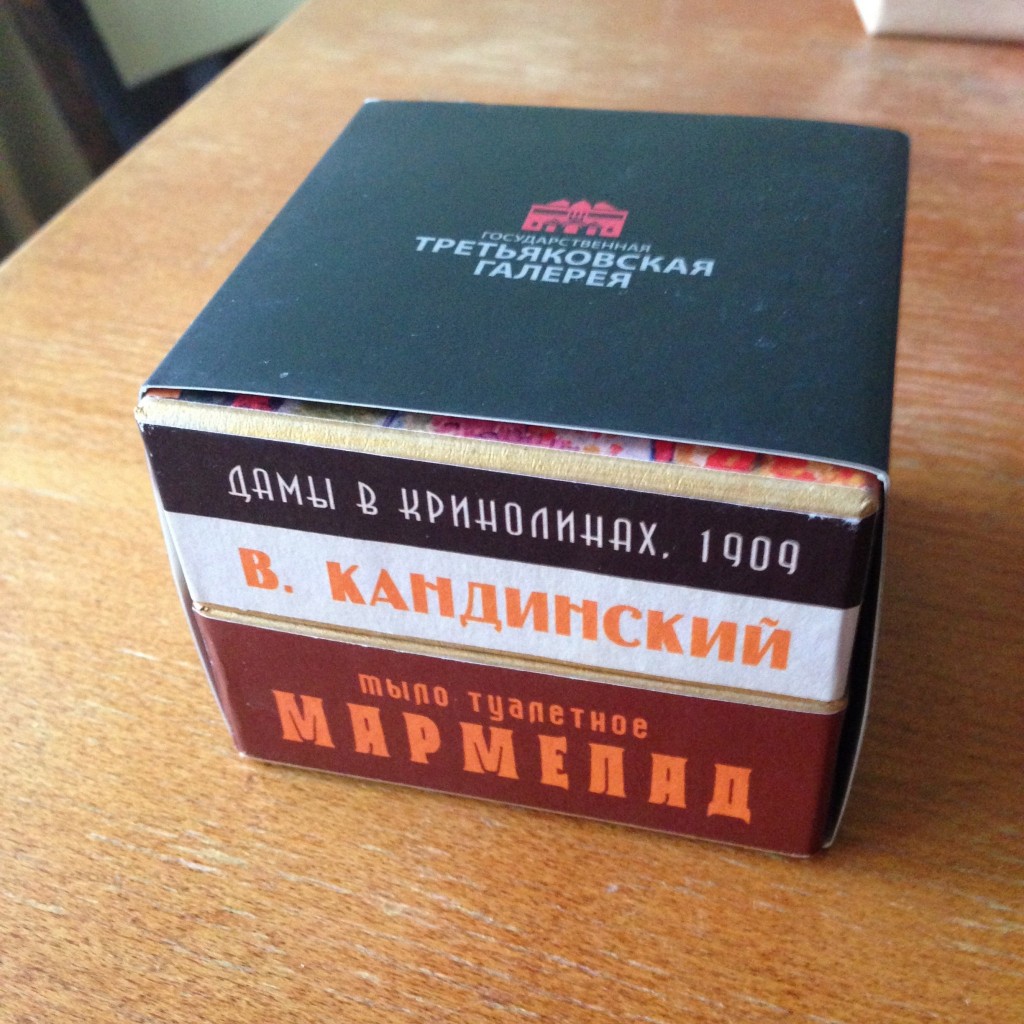 ГОСУДАРСТВЕННАЯ
ТРЕТЬЯКОВСКАЯ
ГАЛЕРЕЯ
ДАМЫ В КРИНОЛИНАХ, 1909
В. КАНДИНСКИЙ
мыло туалетное
МАРМЕЛАД